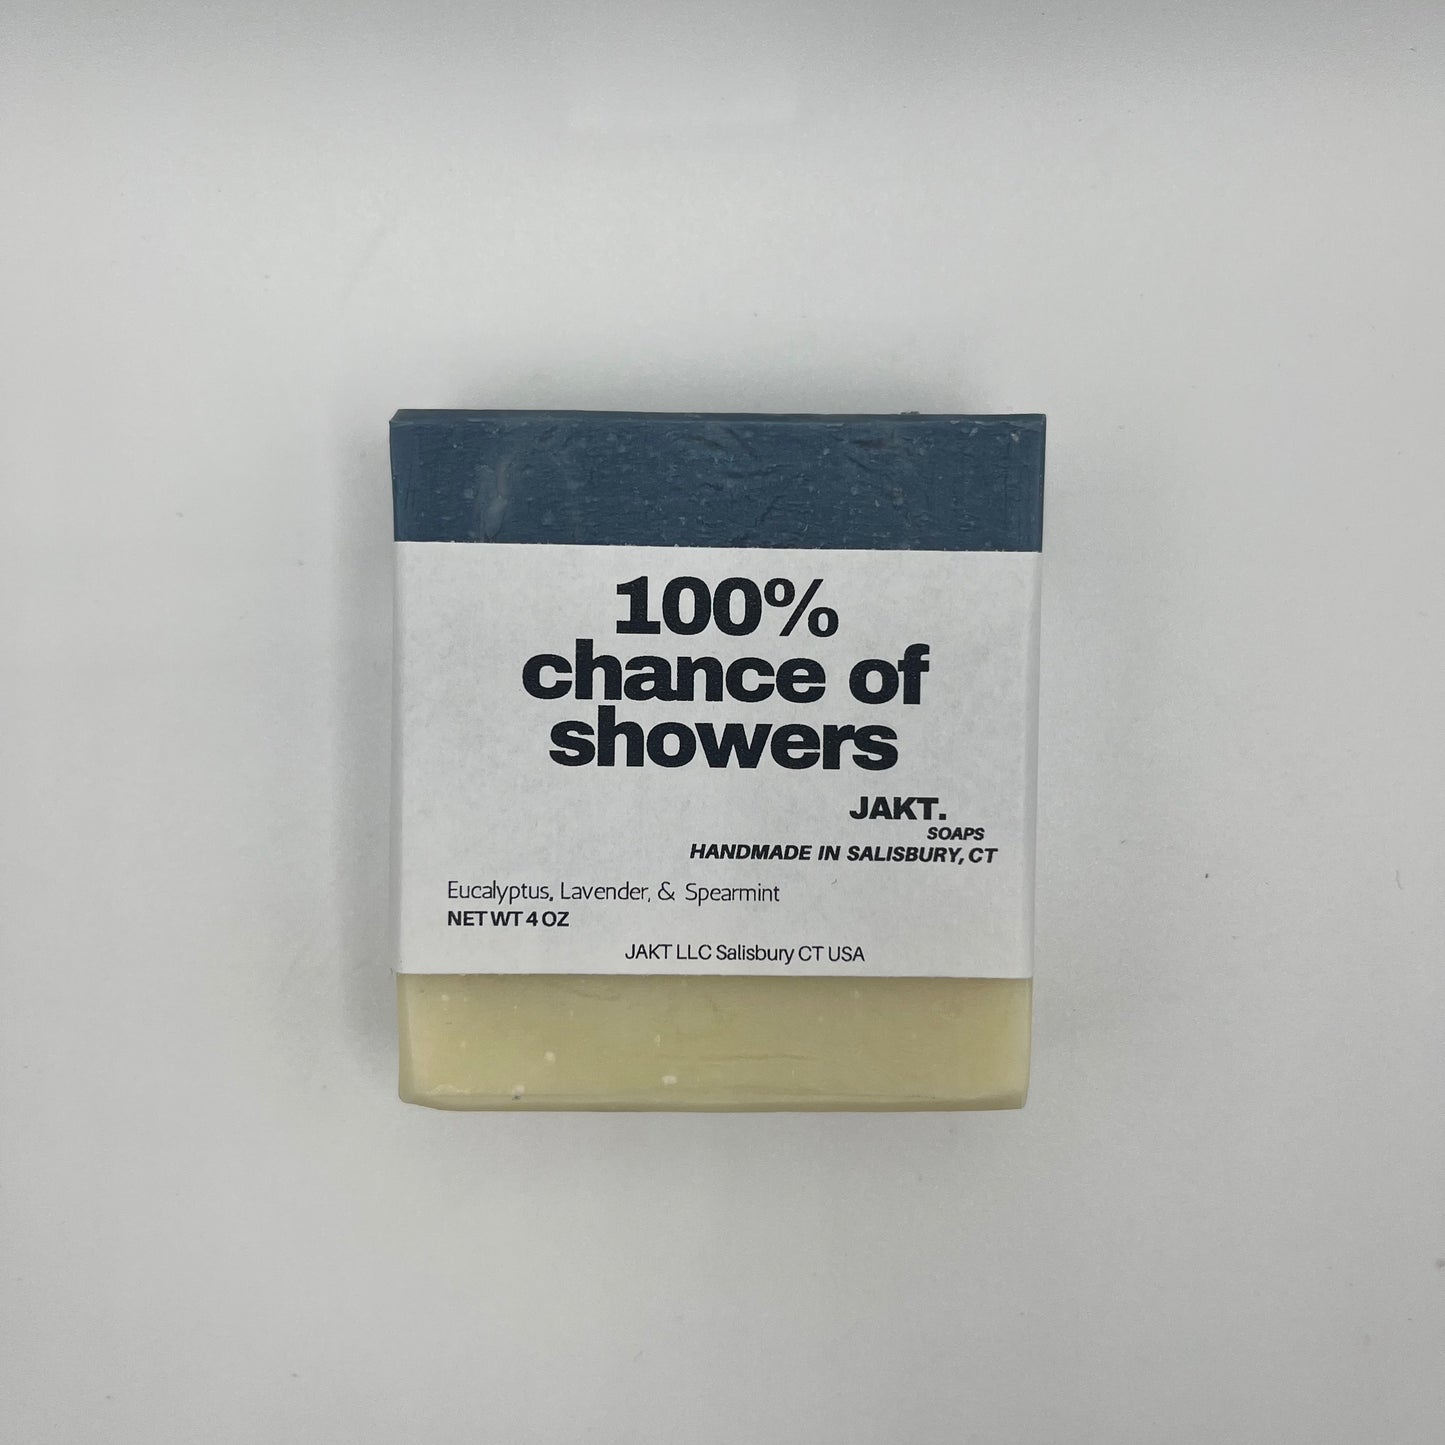 100%
chance of
showers
JAKT.
SOAPS
HANDMADE IN SALISBURY, CT
Eucalyptus, Lavender, & Spearmint
NET WT 4 OZ
JAKT LLC Salisbury CT USA